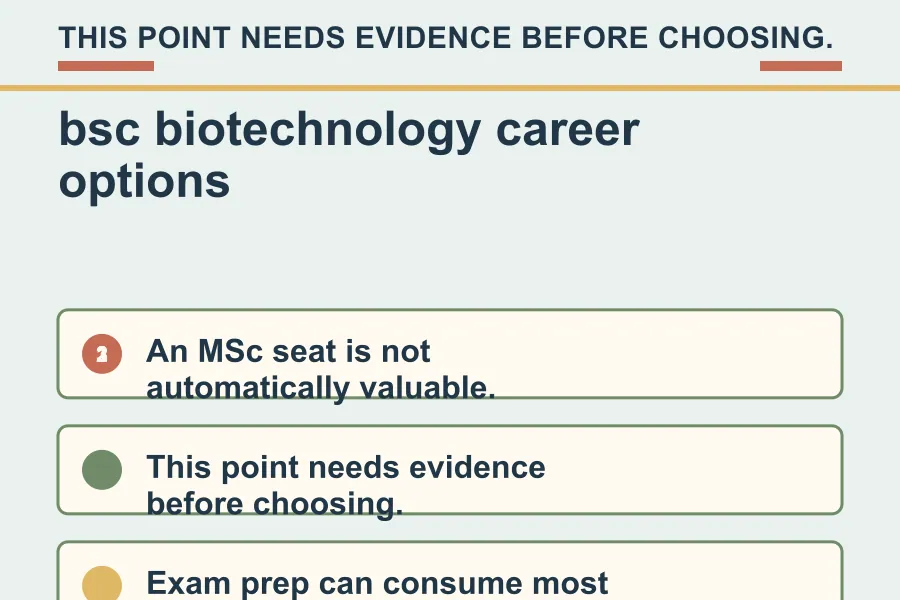 THIS POINT NEEDS EVIDENCE BEFORE CHOOSING.
bsc biotechnology career
options
An MSc seat is not
automatically valuable.
This point needs evidence
before choosing.
Exam prep can consume most